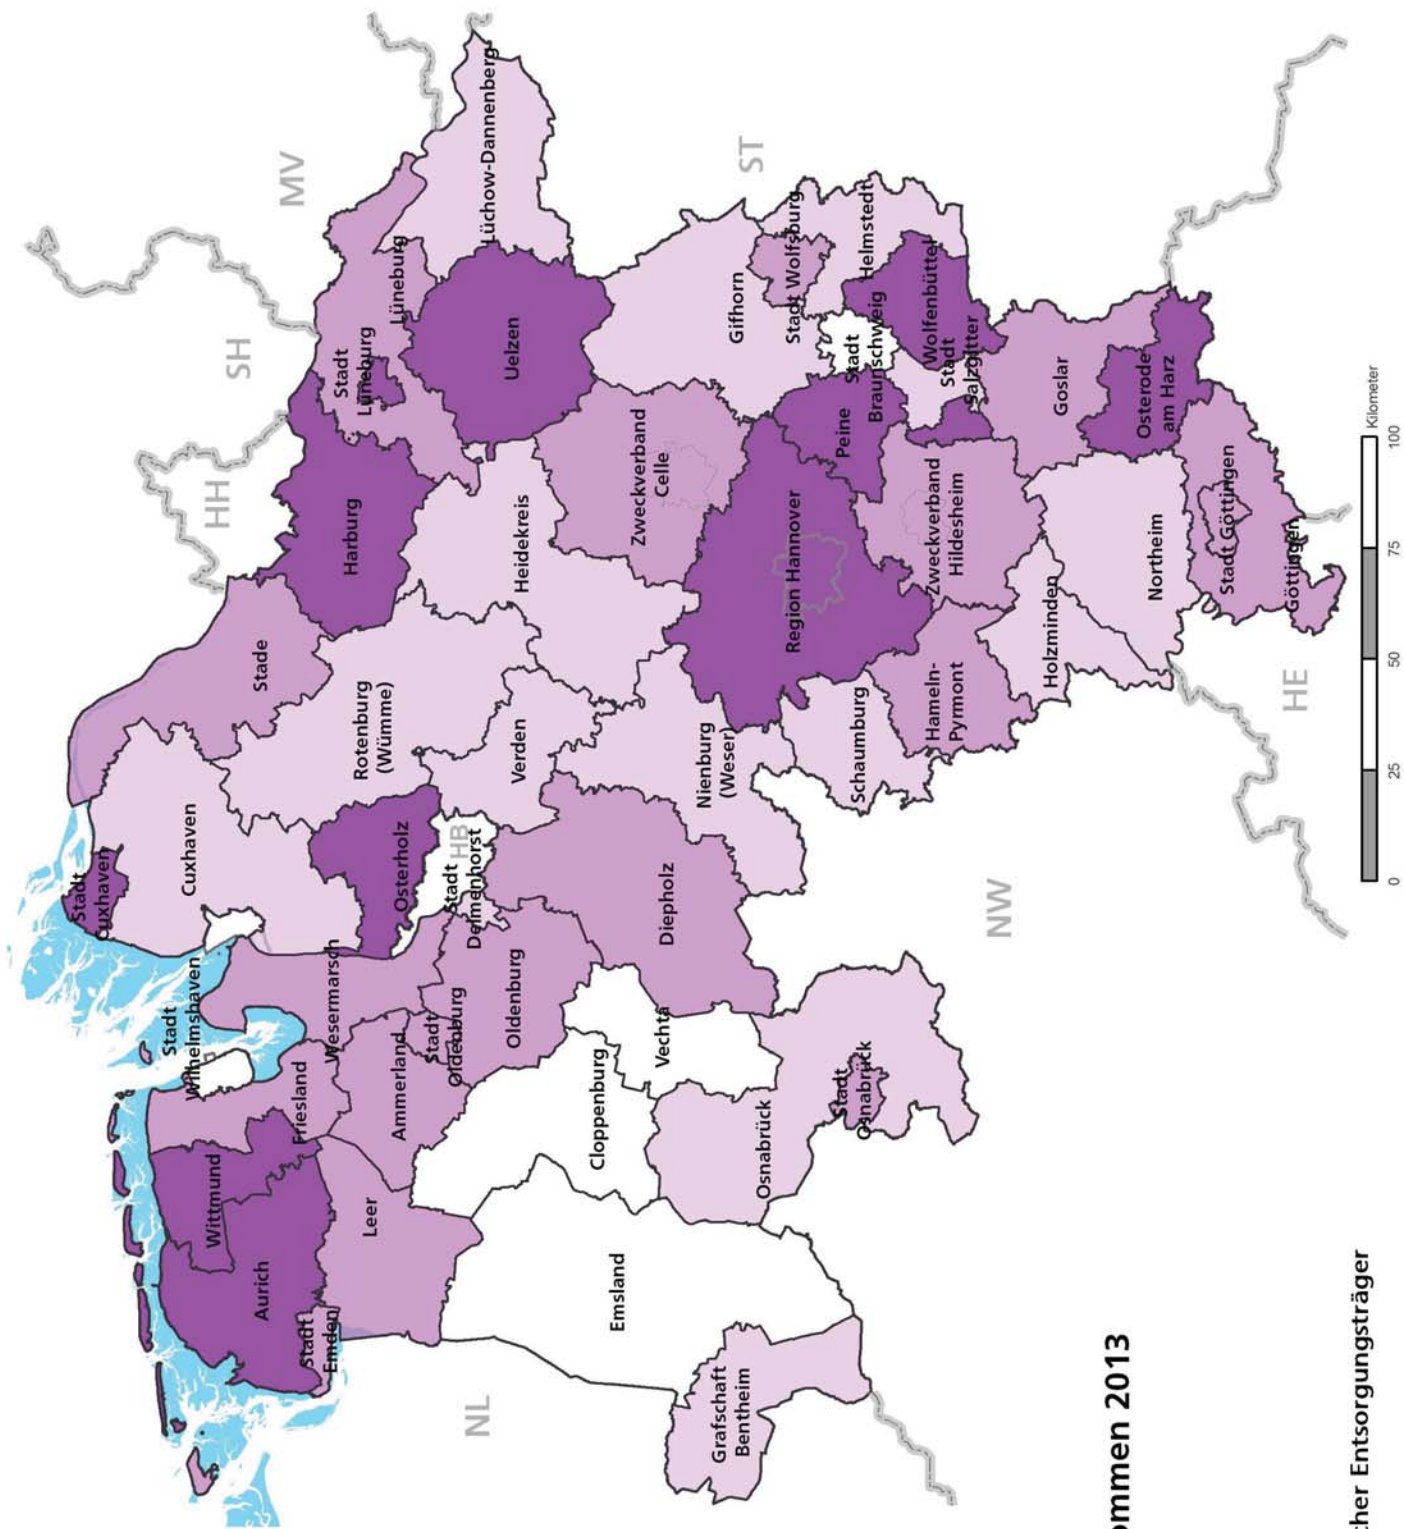 MV
SH
HH
ST
HB
NL
NW
HE
Stadt
Cuxhaven
Cuxhaven
Stade
Harburg
Stadt
Lüneburg
Lüneburg
Lüchow-Dannenberg
Uelzen
Stadt
Wilhelmshaven
Wittmund
Aurich
Friesland
Wesermarsch
Stadt
Emden
Leer
Ammerland
Stadt
Oldenburg
Oldenburg
Osterholz
Stadt
Delmenhorst
Rotenburg
(Wümme)
Verden
Heidekreis
Zweckverband
Celle
Gifhorn
Emsland
Cloppenburg
Vechta
Diepholz
Nienburg
(Weser)
Region Hannover
Peine
Stadt
Braunschweig
Stadt Wolfsburg
Helmstedt
Wolfenbüttel
Stadt
Salzgitter
Grafschaft
Bentheim
Osnabrück
Stadt
Osnabrück
Schaumburg
Hameln-
Pyrmont
Zweckverband
Hildesheim
Goslar
Holzminden
Northeim
Osterode
am Harz
Stadt Göttingen
Göttingen
ommen 2013
cher Entsorgungsträger
0 25 50 75 100
Kilometer